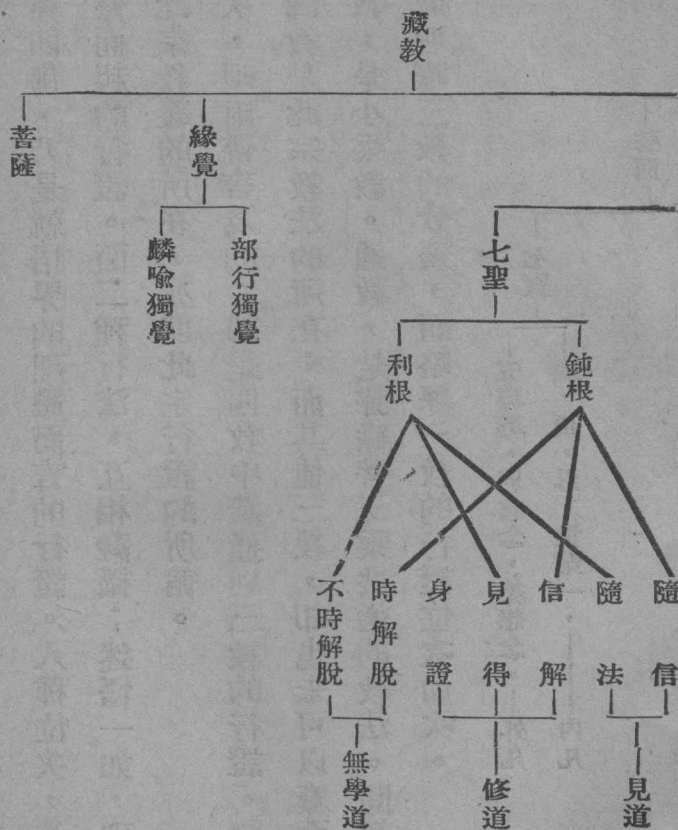 藏教
七聖
鈍根
利根
隨信
隨法
信解
見得
身證
時解脫
不時解脫
見道
修道
無學道
緣覺
部行獨覺
麟喻獨覺
菩薩